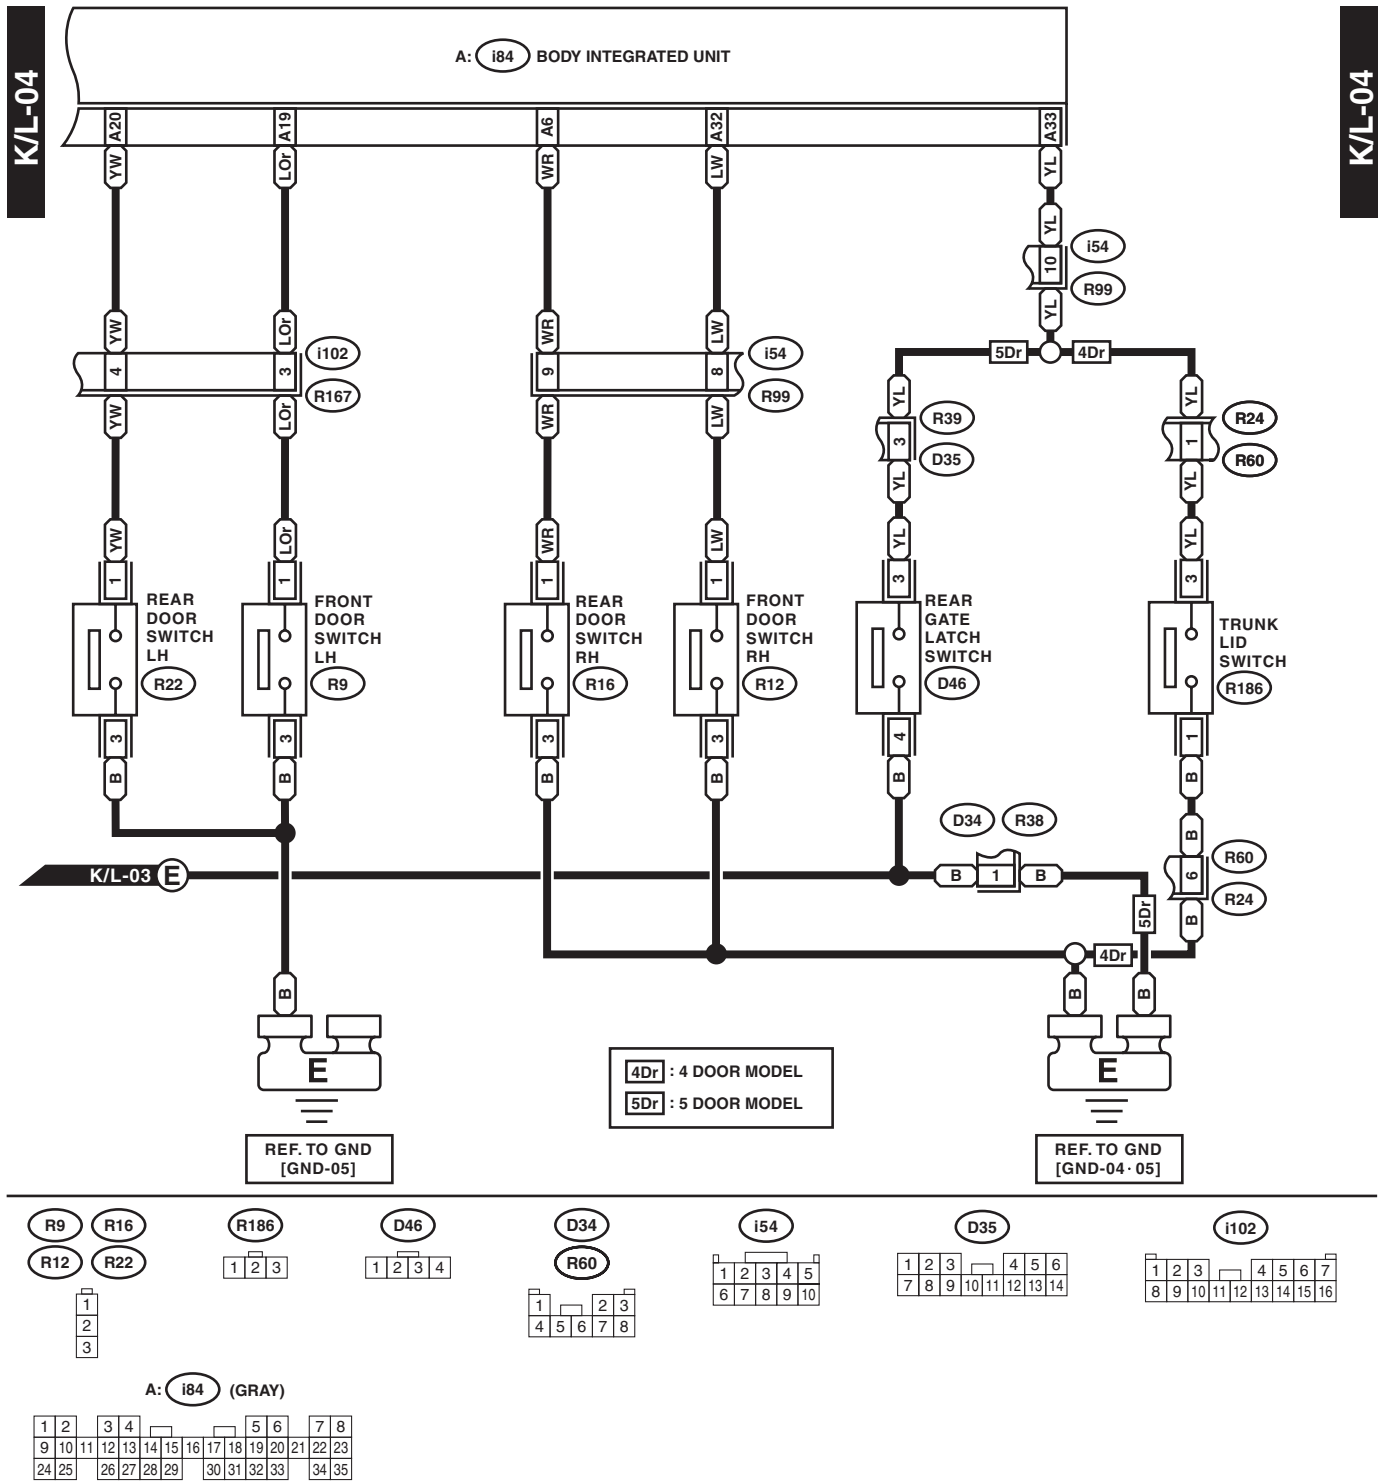 K/L-04
K/L-04
A: i84 BODY INTEGRATED UNIT
A20 A19 A6 A32 A33
YW LOr WR LW YL
YL
10 i54
R99
YL
5Dr 4Dr
YW LOr WR LW
4 3 i102 9 8 i54
R167 R99
YW LOr WR LW
YL YL
3 R39 1 R24
D35 R60
YL YL
YW LOr WR LW YL YL
1 1 1 1 3 3
REAR
DOOR
SWITCH
LH
R22
FRONT
DOOR
SWITCH
LH
R9
REAR
DOOR
SWITCH
RH
R16
FRONT
DOOR
SWITCH
RH
R12
REAR
GATE
LATCH
SWITCH
D46
TRUNK
LID
SWITCH
R186
3 3 3 3 4 1
B B B B B B
D34 R38
B
R60
6
R24
B
K/L-03 E
B 1 B
5Dr
4Dr
B B B
E E
4Dr : 4 DOOR MODEL
5Dr : 5 DOOR MODEL
REF. TO GND
[GND-05]
REF. TO GND
[GND-04·05]
R9 R16
R12 R22
1
2
3
R186
1 2 3
D46
1 2 3 4
D34
R60
1 2 3
4 5 6 7 8
i54
1 2 3 4 5
6 7 8 9 10
D35
1 2 3 4 5 6
7 8 9 10 11 12 13 14
i102
1 2 3 4 5 6 7
8 9 10 11 12 13 14 15 16
A: i84 (GRAY)
1 2 3 4 5 6 7 8
9 10 11 12 13 14 15 16 17 18 19 20 21 22 23
24 25 26 27 28 29 30 31 32 33 34 35